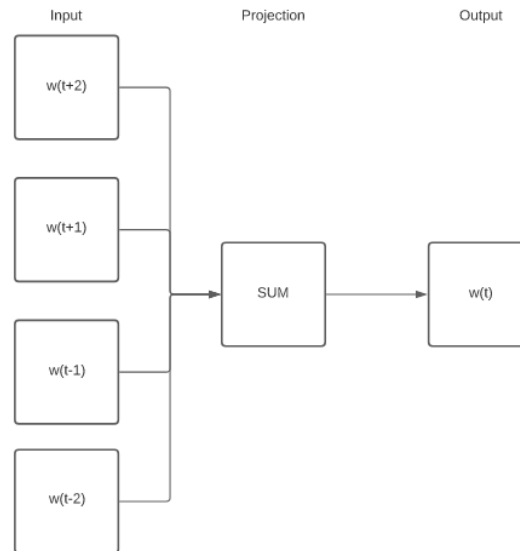 Input
Projection
Output
w(t+2)
w(t+1)
SUM
w(t)
w(t-1)
w(t-2)